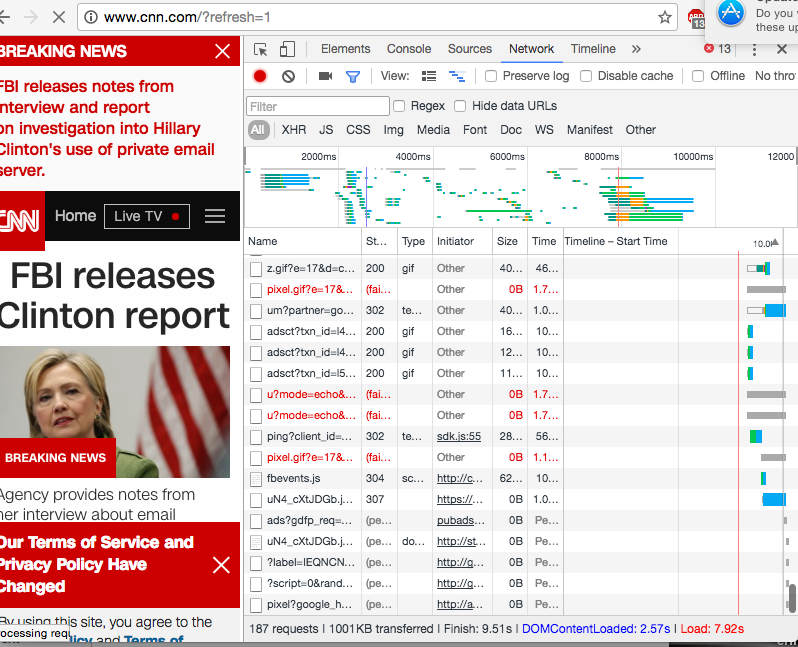 www.cnn.com/?refresh=1
Do you
these up
BREAKING NEWS
FBI releases notes from
interview and report
on investigation into Hillary
Clinton's use of private email
server.
CNN
Home
Live TV
FBI releases
Clinton report
BREAKING NEWS
Agency provides notes from
her interview about email
Our Terms of Service and
Privacy Policy Have
Changed
By using this site, you agree to the
and Terms of
Elements Console Sources Network Timeline » 13
View: Preserve log Disable cache Offline No thro
Filter Regex Hide data URLs
All XHR JS CSS Img Media Font Doc WS Manifest Other
2000ms 4000ms 6000ms 8000ms 10000ms 12000
Name St... Type Initiator Size Time Timeline – Start Time 10.0
z.gif?e=17&d=c... 200 gif Other 40... 46...
pixel.gif?e=17&... (fai... Other 0B 1.7...
um?partner=go... 302 te... Other 40... 1.0...
adsct?txn_id=l4... 200 gif Other 16... 10...
adsct?txn_id=l4... 200 gif Other 12... 10...
adsct?txn_id=l5... 200 gif Other 11... 10...
u?mode=echo&... (fai... Other 0B 1.7...
u?mode=echo&... (fai... Other 0B 1.7...
ping?client_id=... 302 te... sdk.js:55 28... 56...
pixel.gif?e=17&... (fai... Other 0B 1.1...
fbevents.js 304 sc... http://c... 62... 10...
uN4_cXtJDGb.j... 307 https://... 0B 1.0...
ads?gdfp_req=... (pe... pubads... 0B Pe...
uN4_cXtJDGb.j... (pe... do... http://st... 0B Pe...
?label=IEQNCN... (pe... http://g... 0B Pe...
?script=0&rand... (pe... http://g... 0B Pe...
pixel?google_h... (pe... http://a... 0B Pe...
187 requests | 1001KB transferred | Finish: 9.51s | DOMContentLoaded: 2.57s | Load: 7.92s